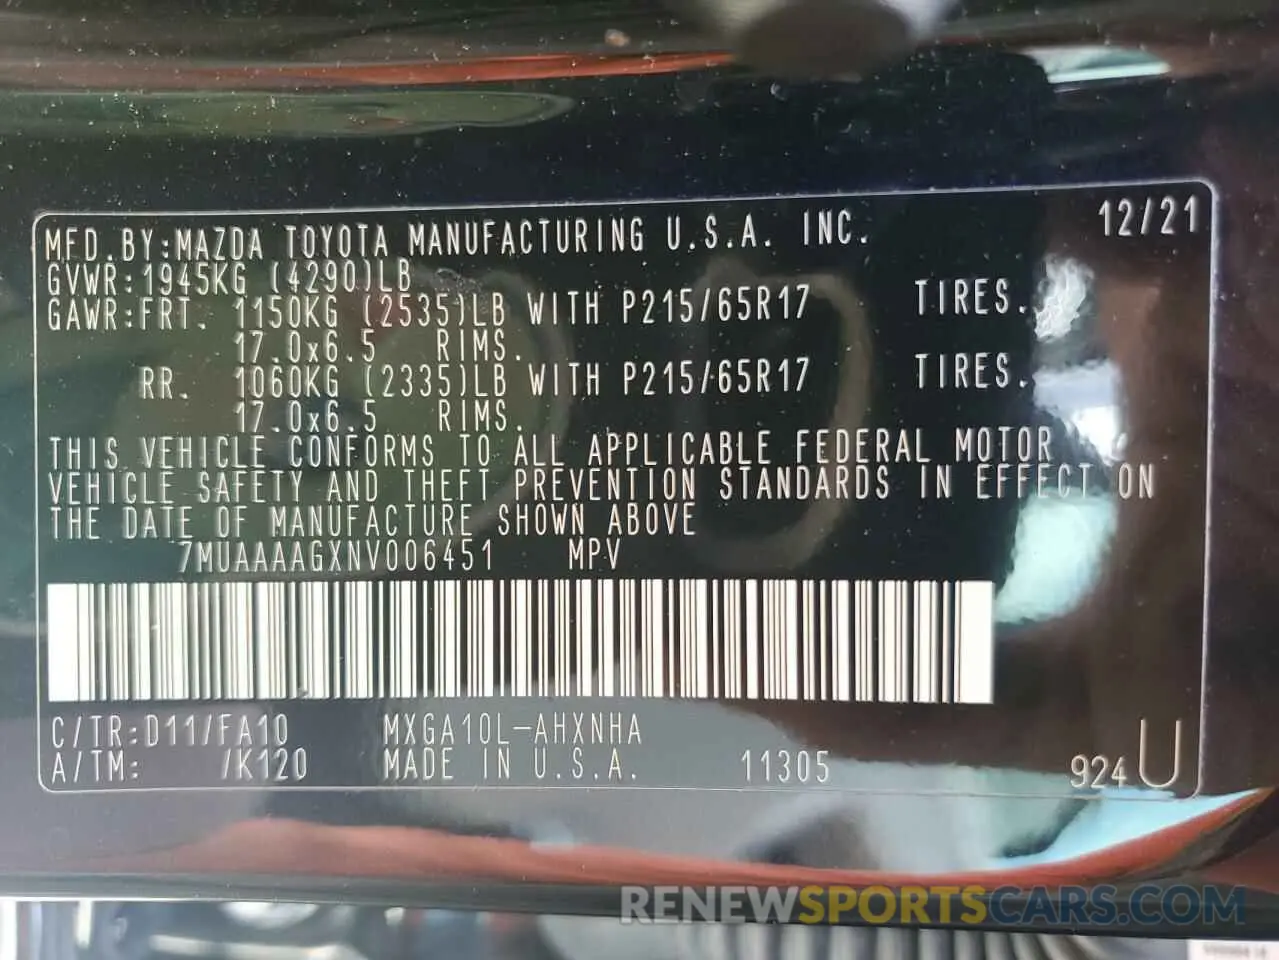 MFD.BY:MAZDA TOYOTA MANUFACTURING U.S.A. INC. 12/21
GVWR:1945KG (4290)LB
GAWR:FRT. 1150KG (2535)LB WITH P215/65R17 TIRES.
17.0x6.5 RIMS.
RR. 1060KG (2335)LB WITH P215/65R17 TIRES.
17.0x6.5 RIMS.
THIS VEHICLE CONFORMS TO ALL APPLICABLE FEDERAL MOTOR
VEHICLE SAFETY AND THEFT PREVENTION STANDARDS IN EFFECT ON
THE DATE OF MANUFACTURE SHOWN ABOVE
7MUAAAAGXNV006451 MPV
C/TR:D11/FA10 MXGA10L-AHXNHA
A/TM: /K120 MADE IN U.S.A. 11305 924U
RENEWSPORTSCARS.COM